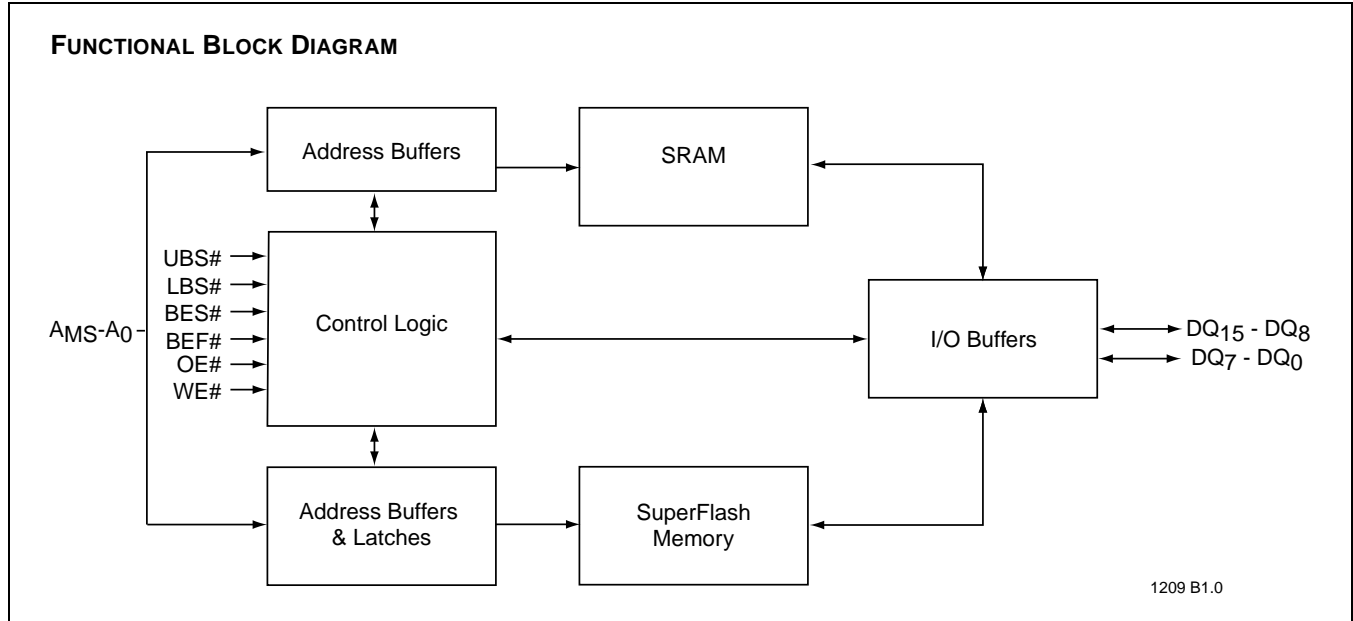 FUNCTIONAL BLOCK DIAGRAM
Address Buffers
SRAM
UBS#
LBS#
BES#
BEF#
OE#
WE#
AMS-A0
Control Logic
I/O Buffers
DQ15 - DQ8
DQ7 - DQ0
Address Buffers
& Latches
SuperFlash
Memory
1209 B1.0